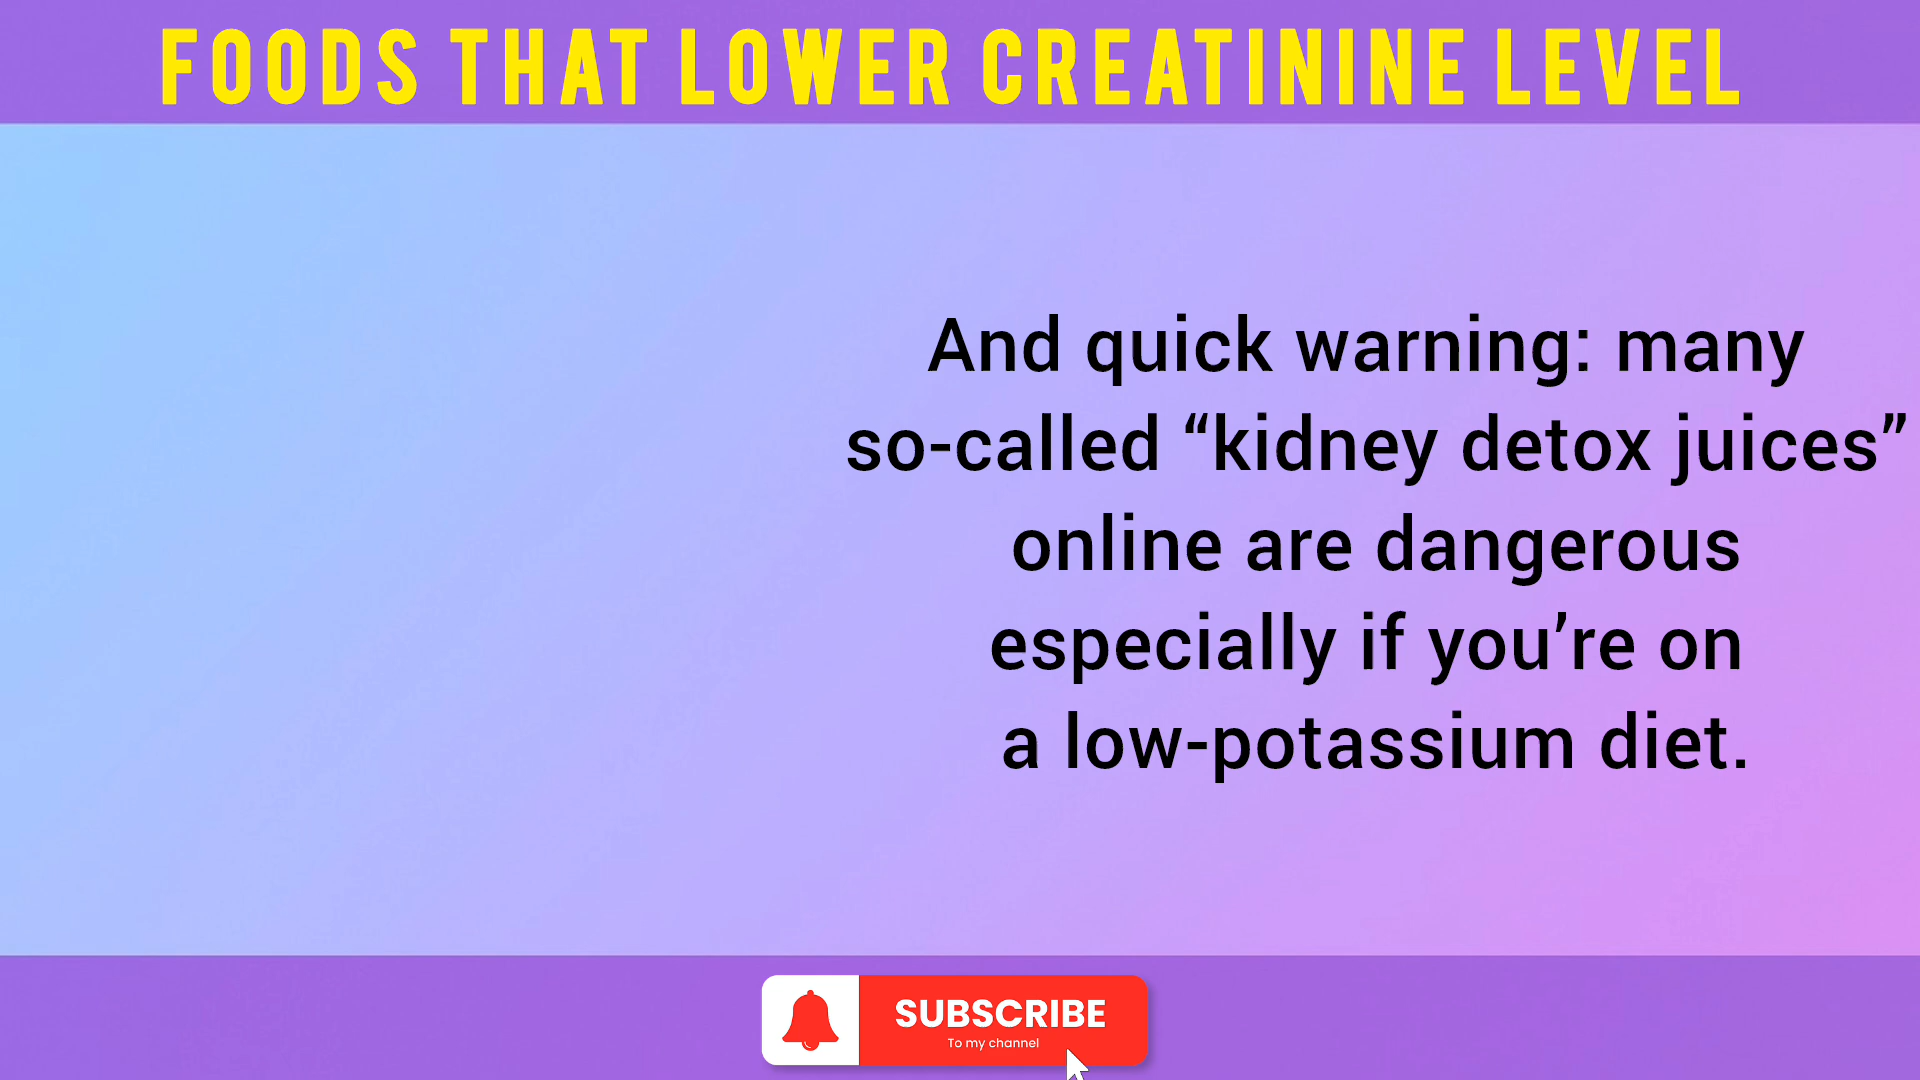 FOODS THAT LOWER CREATININE LEVEL
And quick warning: many
so-called “kidney detox juices”
online are dangerous
especially if you’re on
a low-potassium diet.
SUBSCRIBE
To my channel